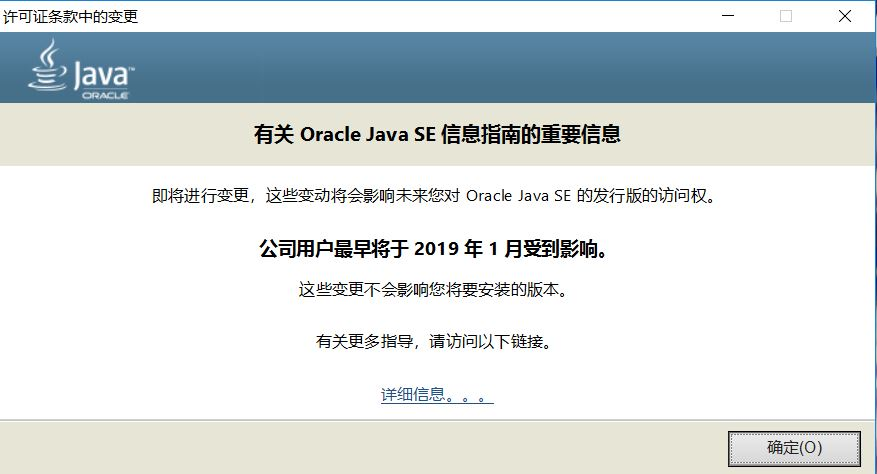 许可证条款中的变更
Java™
ORACLE
有关 Oracle Java SE 信息指南的重要信息
即将进行变更，这些变动将会影响未来您对 Oracle Java SE 的发行版的访问权。
公司用户最早将于 2019 年 1 月受到影响。
这些变更不会影响您将要安装的版本。
有关更多指导，请访问以下链接。
详细信息。。。
确定(O)